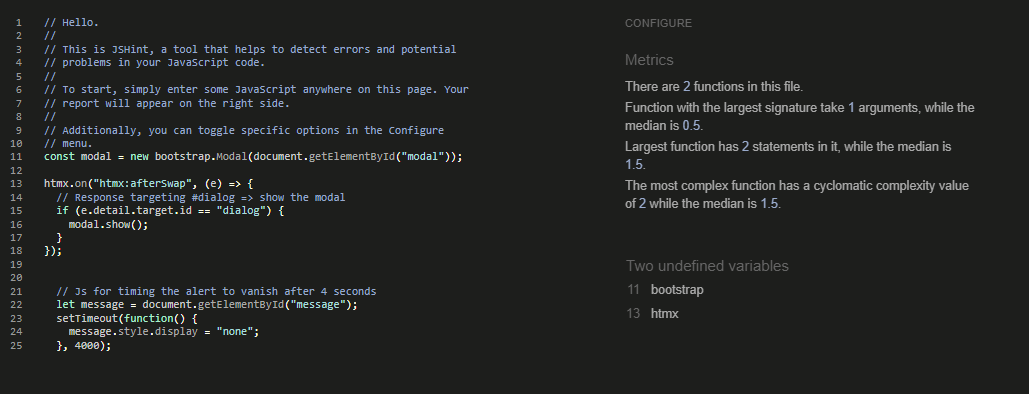 1 // Hello.
2 //
3 // This is JSHint, a tool that helps to detect errors and potential
4 // problems in your JavaScript code.
5 //
6 // To start, simply enter some JavaScript anywhere on this page. Your
7 // report will appear on the right side.
8 //
9 // Additionally, you can toggle specific options in the Configure
10 // menu.
11 const modal = new bootstrap.Modal(document.getElementById("modal"));
12
13 htmx.on("htmx:afterSwap", (e) => {
14   // Response targeting #dialog => show the modal
15   if (e.detail.target.id == "dialog") {
16     modal.show();
17   }
18 });
19
20
21   // Js for timing the alert to vanish after 4 seconds
22   let message = document.getElementById("message");
23   setTimeout(function() {
24     message.style.display = "none";
25   }, 4000);
CONFIGURE
Metrics
There are 2 functions in this file.
Function with the largest signature take 1 arguments, while the
median is 0.5.
Largest function has 2 statements in it, while the median is
1.5.
The most complex function has a cyclomatic complexity value
of 2 while the median is 1.5.
Two undefined variables
11 bootstrap
13 htmx